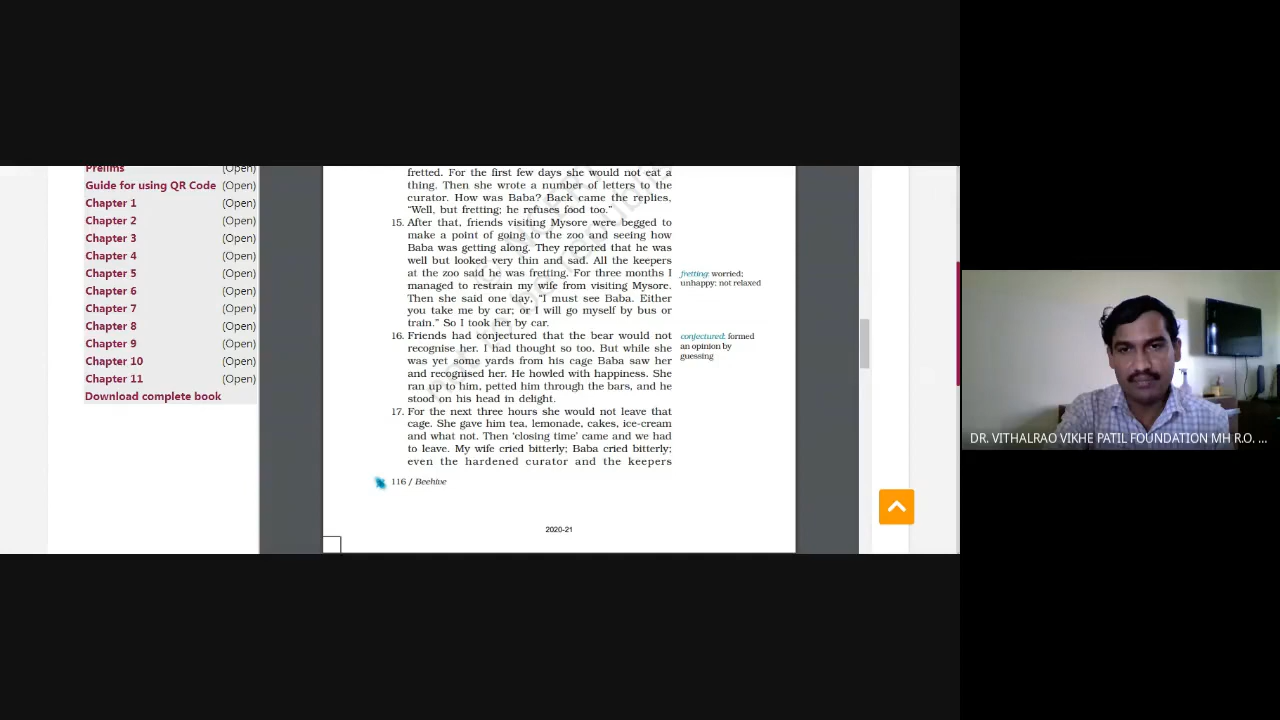 Prelims (Open)
Guide for using QR Code (Open)
Chapter 1 (Open)
Chapter 2 (Open)
Chapter 3 (Open)
Chapter 4 (Open)
Chapter 5 (Open)
Chapter 6 (Open)
Chapter 7 (Open)
Chapter 8 (Open)
Chapter 9 (Open)
Chapter 10 (Open)
Chapter 11 (Open)
Download complete book
fretted. For the first few days she would not eat a
thing. Then she wrote a number of letters to the
curator. How was Baba? Back came the replies,
“Well, but fretting; he refuses food too.”
15. After that, friends visiting Mysore were begged to
make a point of going to the zoo and seeing how
Baba was getting along. They reported that he was
well but looked very thin and sad. All the keepers
at the zoo said he was fretting. For three months I
managed to restrain my wife from visiting Mysore.
Then she said one day, “I must see Baba. Either
you take me by car; or I will go myself by bus or
train.” So I took her by car.
16. Friends had conjectured that the bear would not
recognise her. I had thought so too. But while she
was yet some yards from his cage Baba saw her
and recognised her. He howled with happiness. She
ran up to him, petted him through the bars, and he
stood on his head in delight.
17. For the next three hours she would not leave that
cage. She gave him tea, lemonade, cakes, ice-cream
and what not. Then ‘closing time’ came and we had
to leave. My wife cried bitterly; Baba cried bitterly;
even the hardened curator and the keepers
fretting: worried;
unhappy; not relaxed
conjectured: formed
an opinion by
guessing
116 / Beehive
2020-21
DR. VITHALRAO VIKHE PATIL FOUNDATION MH R.O. ...